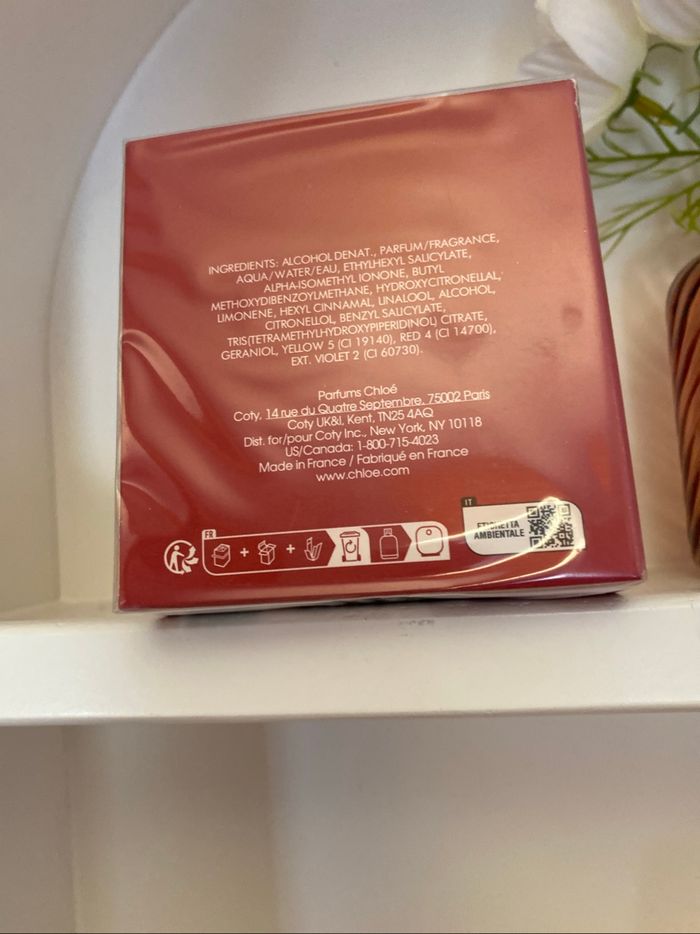 INGREDIENTS: ALCOHOL DENAT., PARFUM/FRAGRANCE,
AQUA/WATER/EAU, ETHYLHEXYL SALICYLATE,
ALPHA-ISOMETHYL IONONE, BUTYL
METHOXYDIBENZOYLMETHANE, HYDROXYCITRONELLAL,
LIMONENE, HEXYL CINNAMAL, LINALOOL, ALCOHOL,
CITRONELLOL, BENZYL SALICYLATE,
TRIS(TETRAMETHYLHYDROXYPIPERIDINOL) CITRATE,
GERANIOL, YELLOW 5 (CI 19140), RED 4 (CI 14700),
EXT. VIOLET 2 (CI 60730).
Parfums Chloé
Coty, 14 rue du Quatre Septembre, 75002 Paris
Coty UK&I, Kent, TN25 4AQ
Dist. for/pour Coty Inc., New York, NY 10118
US/Canada: 1-800-715-4023
Made in France / Fabriqué en France
www.chloe.com
FR
+ +
IT
ETICHETTA
AMBIENTALE